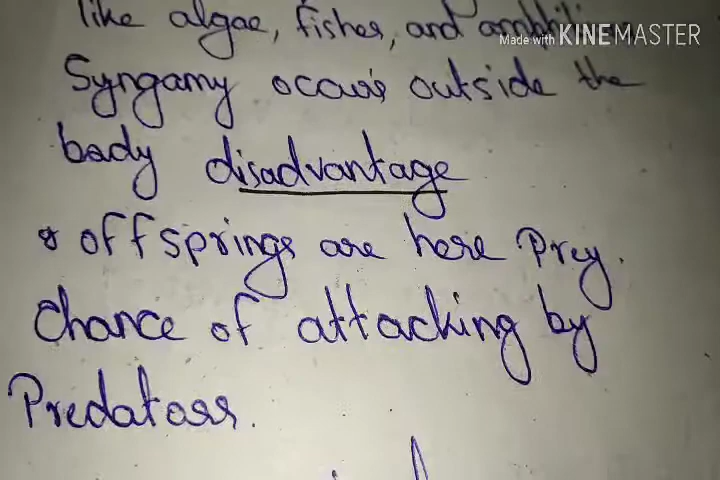 like algae, fishes, and amphibians
Made with KINEMASTER
Syngamy occurs outside the
body disadvantage
* offsprings are here Prey.
Chance of attacking by
Predators.